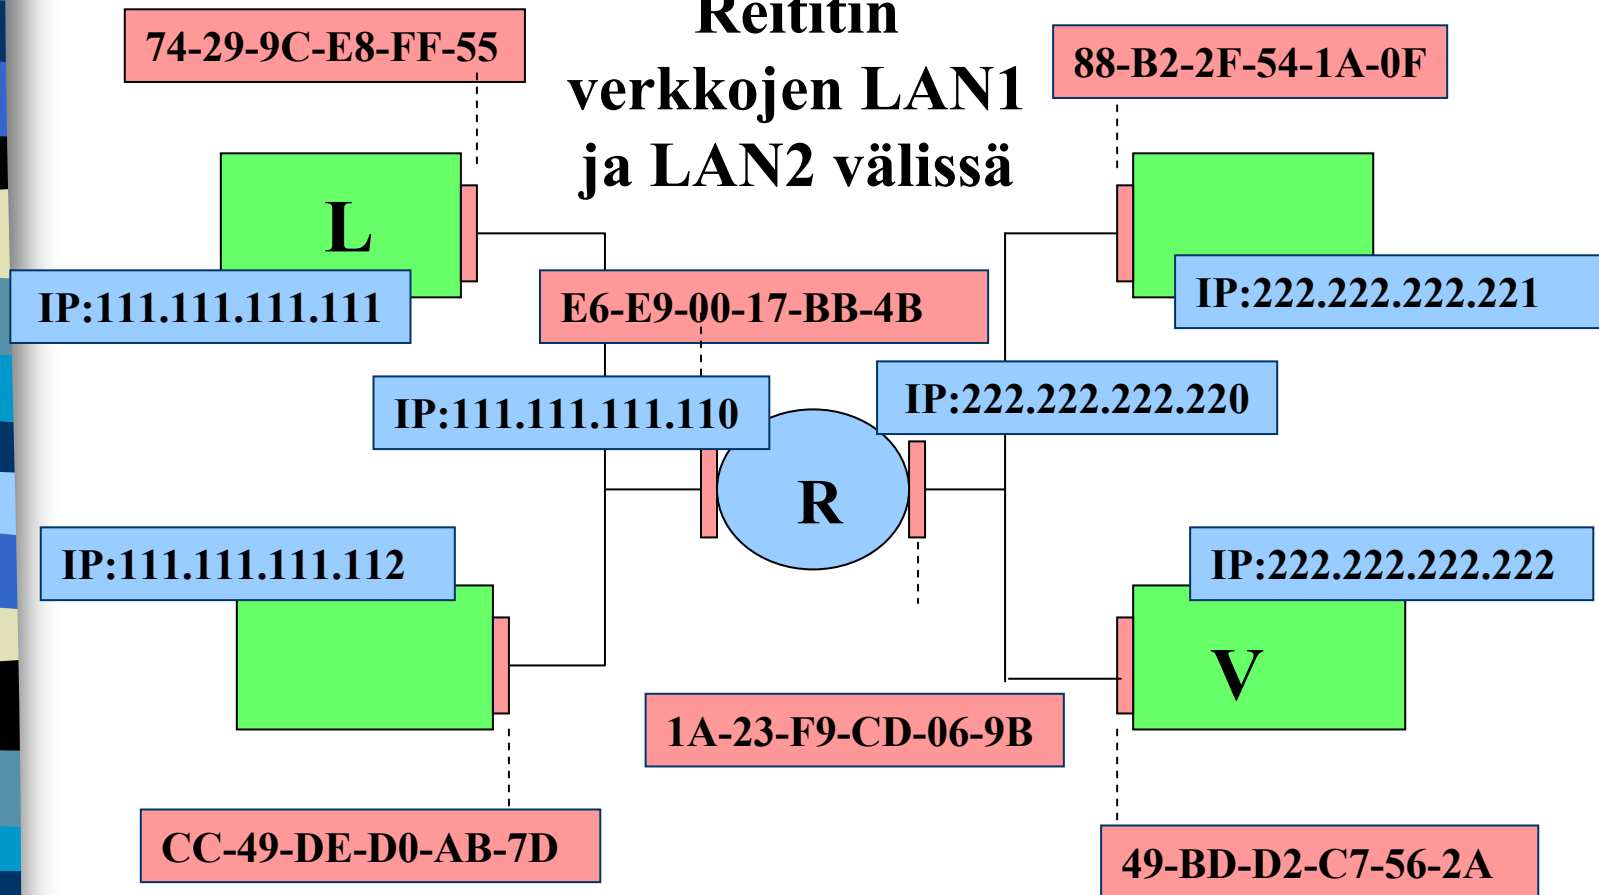 Reititin
verkkojen LAN1
ja LAN2 välissä
74-29-9C-E8-FF-55
88-B2-2F-54-1A-0F
L
IP:111.111.111.111
E6-E9-00-17-BB-4B
IP:222.222.222.221
IP:111.111.111.110
IP:222.222.222.220
R
IP:111.111.111.112
IP:222.222.222.222
V
1A-23-F9-CD-06-9B
CC-49-DE-D0-AB-7D
49-BD-D2-C7-56-2A